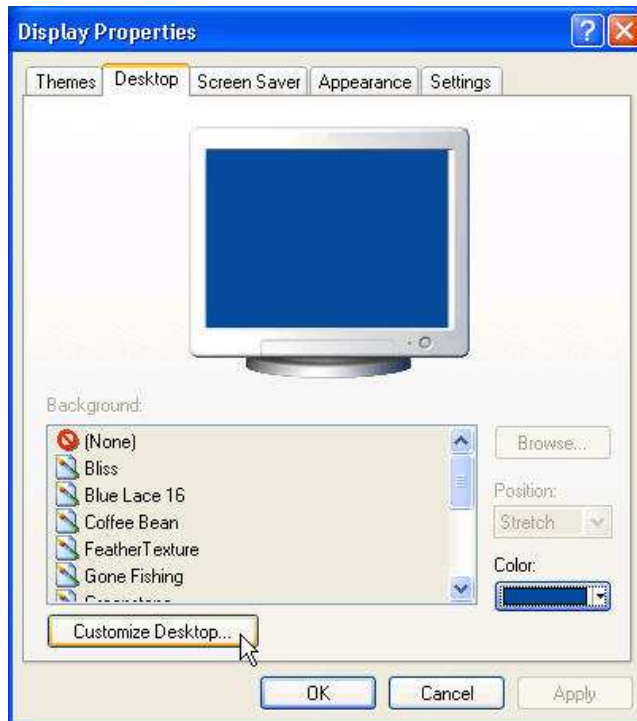 Display Properties
Themes Desktop Screen Saver Appearance Settings
Background:
(None)
Bliss
Blue Lace 16
Coffee Bean
FeatherTexture
Gone Fishing
Browse...
Position:
Stretch
Color:
Customize Desktop...
OK Cancel Apply